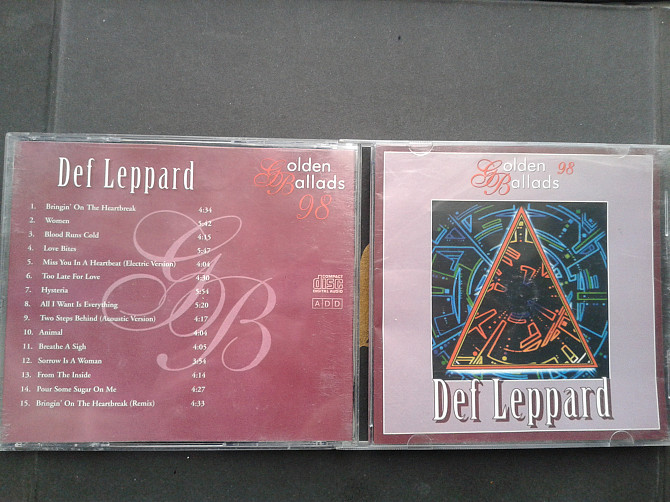 Def Leppard
Golden
Ballads
98
1. Bringin' On The Heartbreak 4:34
2. Women 5:42
3. Blood Runs Cold 4:15
4. Love Bites 5:47
5. Miss You In A Heartbeat (Electric Version) 4:04
6. Too Late For Love 4:30
7. Hysteria 5:54
8. All I Want Is Everything 5:20
9. Two Steps Behind (Acoustic Version) 4:17
10. Animal 4:04
11. Breathe A Sigh 4:05
12. Sorrow Is A Woman 3:54
13. From The Inside 4:14
14. Pour Some Sugar On Me 4:27
15. Bringin' On The Heartbreak (Remix) 4:33
GB
COMPACT
disc
DIGITAL AUDIO
ADD
Golden 98
Ballads
Def Leppard